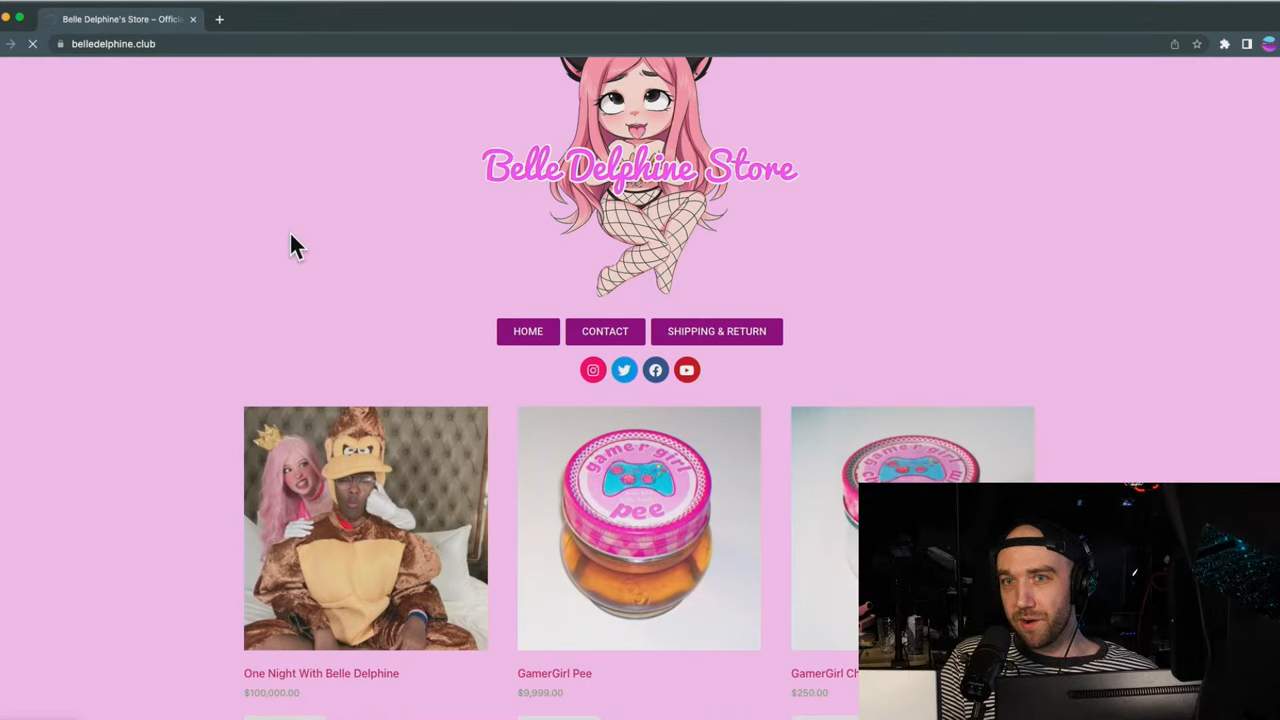 Belle Delphine's Store – Offici
belledelphine.club
Belle Delphine Store
HOME
CONTACT
SHIPPING & RETURN
gamer girl
pee
One Night With Belle Delphine
$100,000.00
GamerGirl Pee
$9,999.00
GamerGirl Ch
$250.00